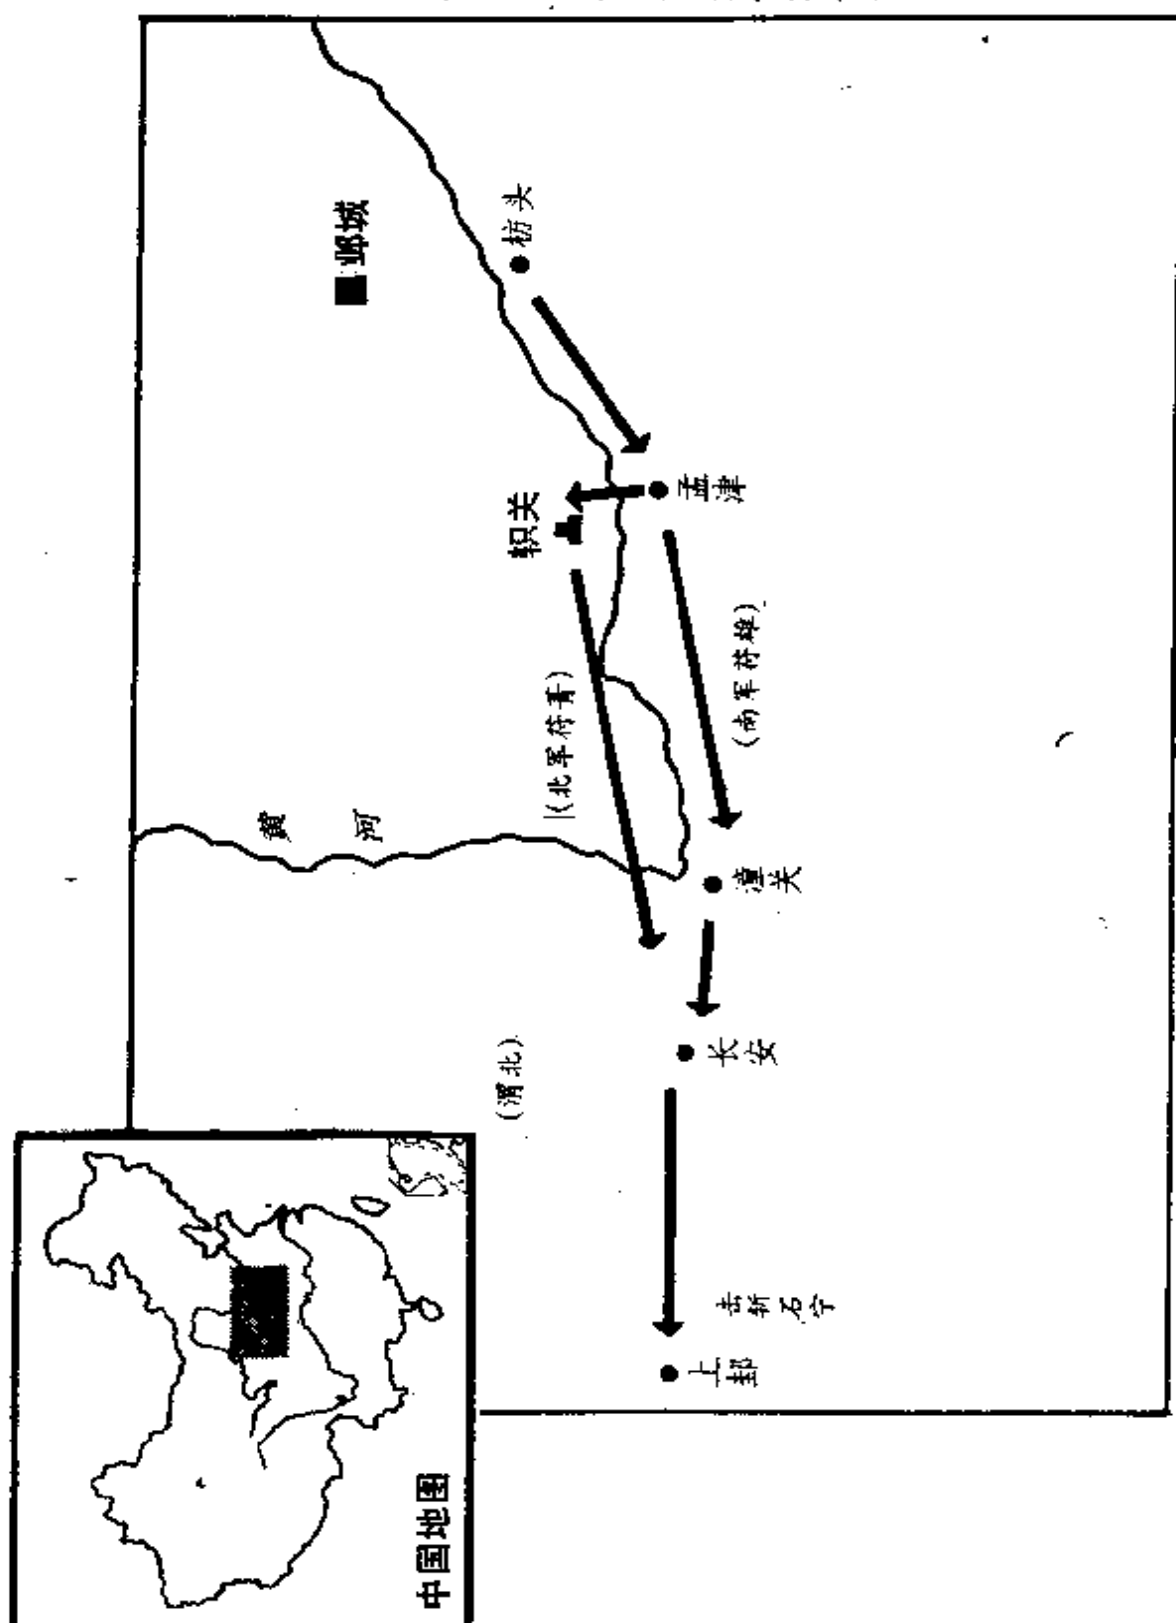 邺城
枋头
轵关
孟津
(北军苻菁)
(南军苻雄)
黄河
潼关
(渭北)
长安
击斩石宁
上邽
中国地图